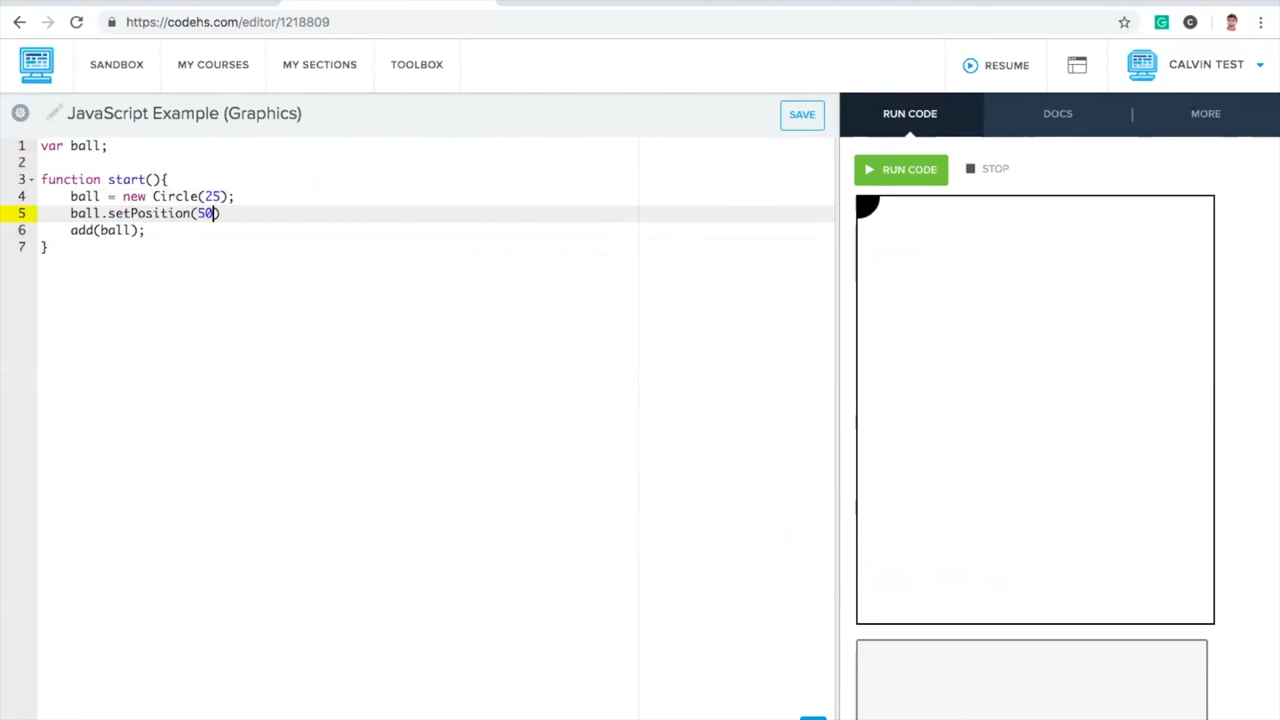 https://codehs.com/editor/1218809
SANDBOX MY COURSES MY SECTIONS TOOLBOX RESUME CALVIN TEST
JavaScript Example (Graphics) SAVE
RUN CODE DOCS | MORE
RUN CODE STOP
1 var ball;
2
3 function start(){
4 ball = new Circle(25);
5 ball.setPosition(50)
6 add(ball);
7 }